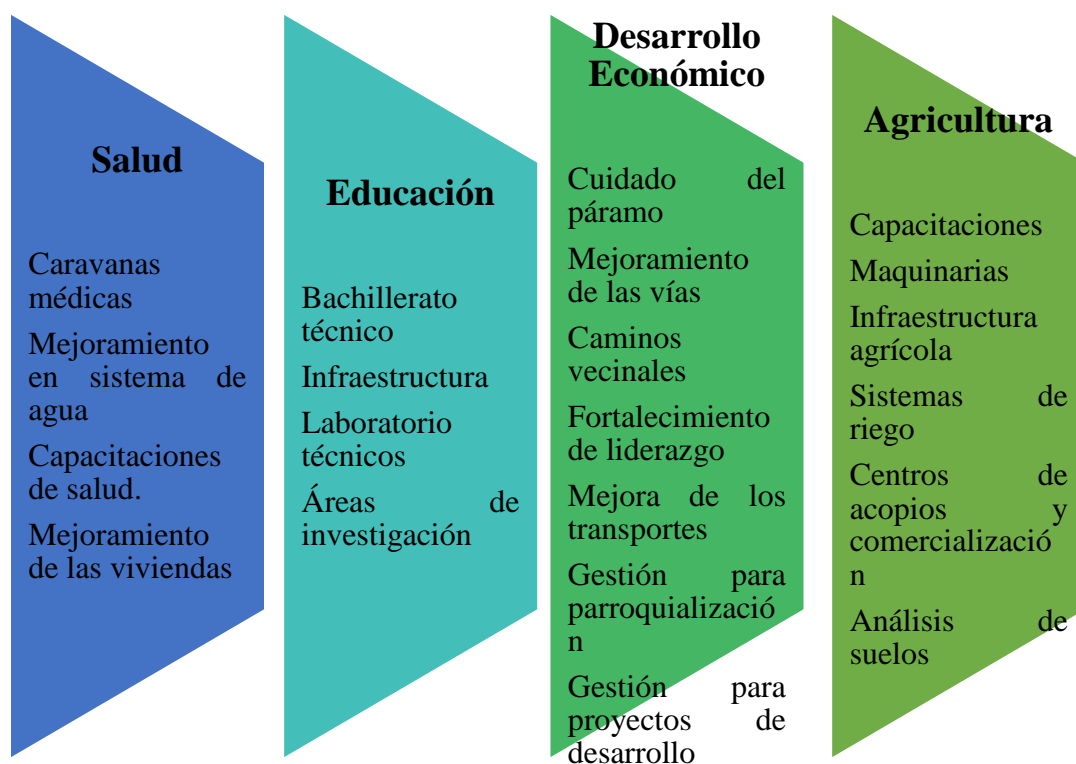 Salud
Caravanas
médicas
Mejoramiento
en sistema de
agua
Capacitaciones
de salud.
Mejoramiento
de las viviendas
Educación
Bachillerato
técnico
Infraestructura
Laboratorio
técnicos
Áreas de
investigación
Desarrollo
Económico
Cuidado del
páramo
Mejoramiento
de las vías
Caminos
vecinales
Fortalecimiento
de liderazgo
Mejora de los
transportes
Gestión para
parroquializació
n
Gestión para
proyectos de
desarrollo
Agricultura
Capacitaciones
Maquinarias
Infraestructura
agrícola
Sistemas de
riego
Centros de
acopios y
comercializació
n
Análisis de
suelos